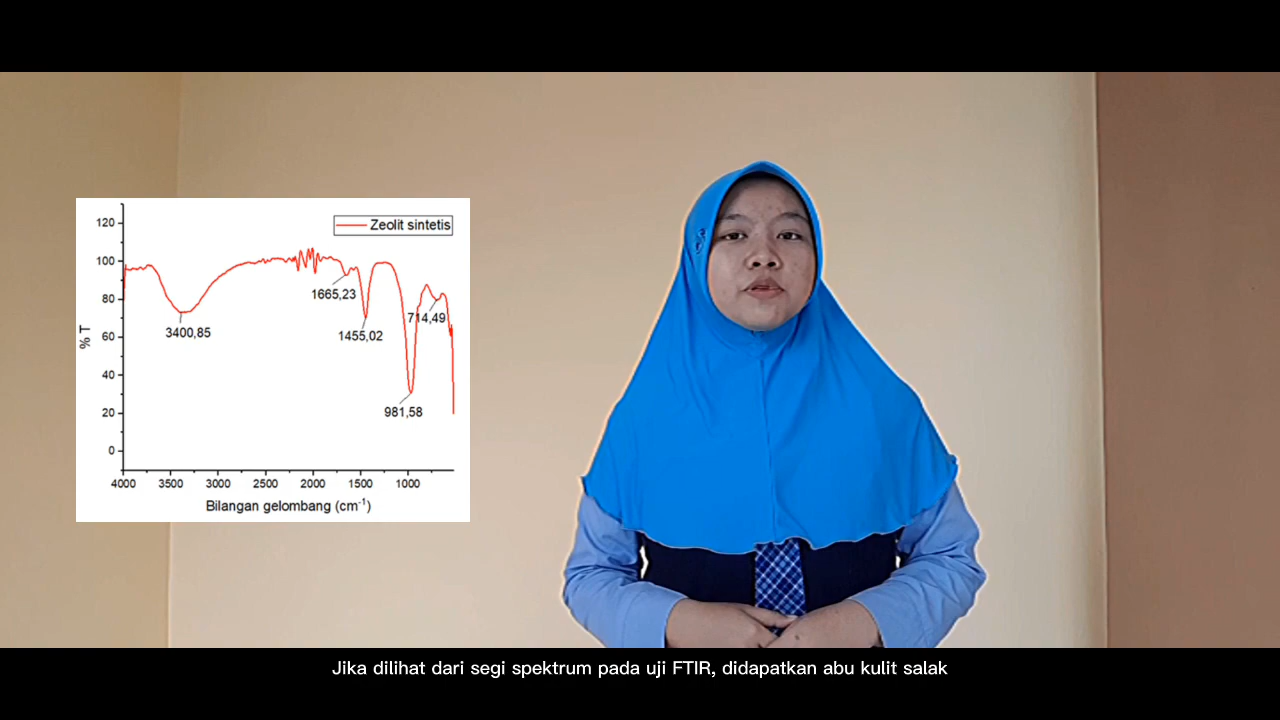 Zeolit sintetis
120
100
80
60
40
20
0
% T
3400,85
1665,23
1455,02
714,49
981,58
4000 3500 3000 2500 2000 1500 1000
Bilangan gelombang (cm⁻¹)
Jika dilihat dari segi spektrum pada uji FTIR, didapatkan abu kulit salak